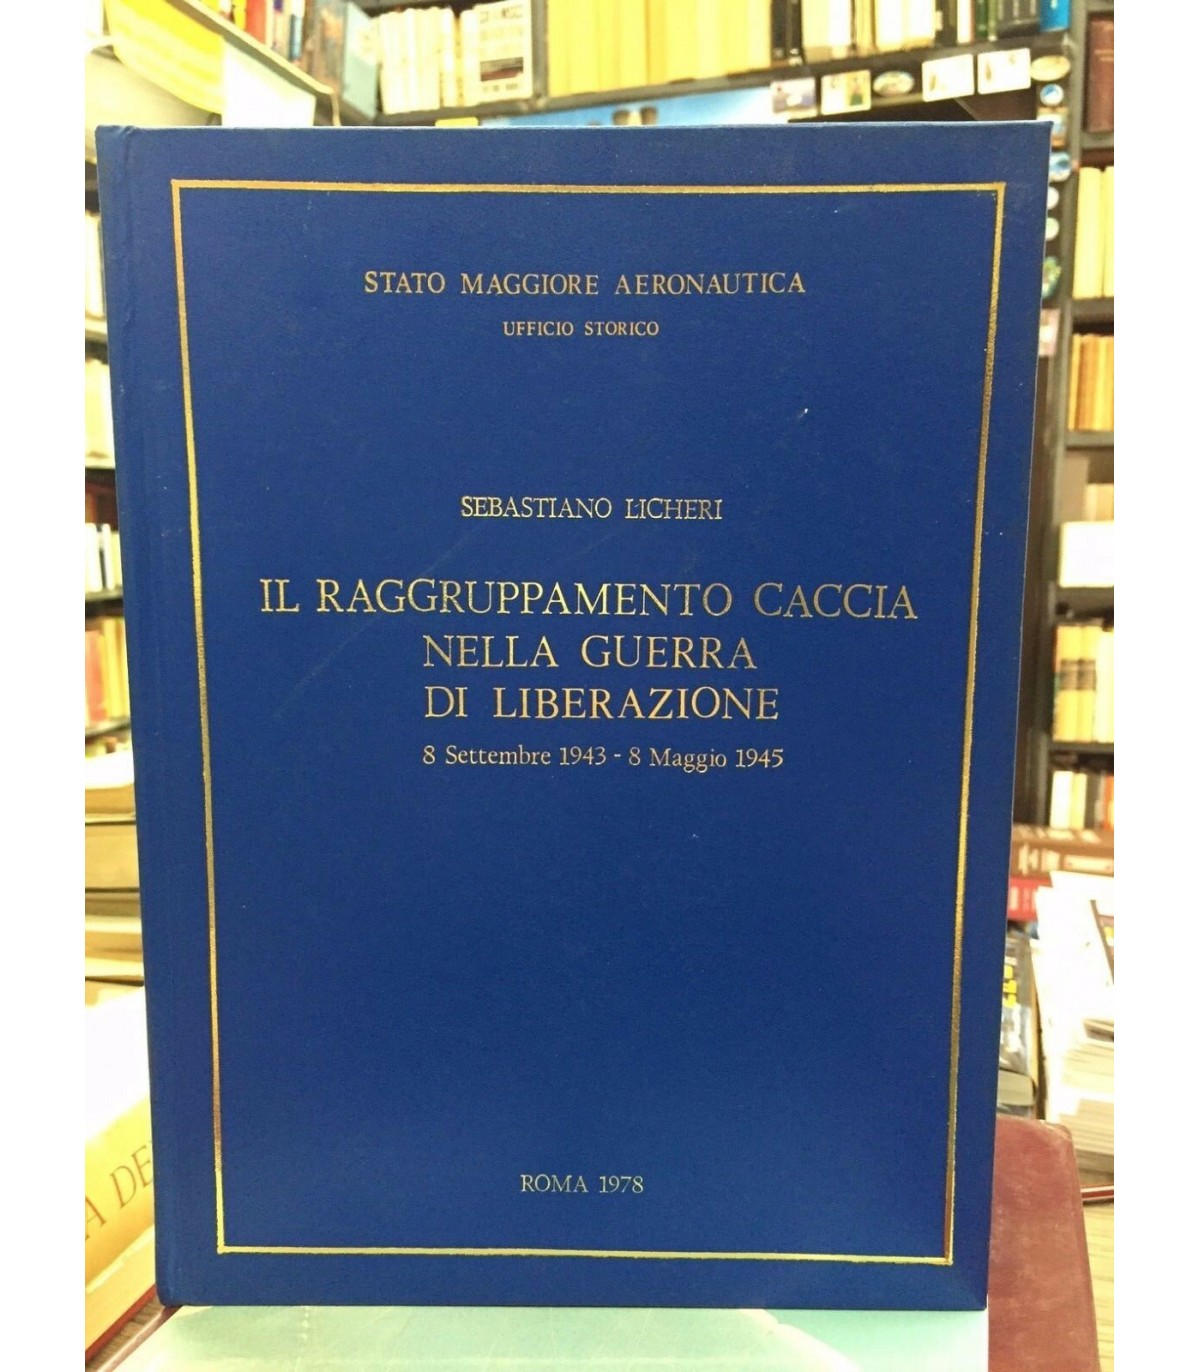 STATO MAGGIORE AERONAUTICA
UFFICIO STORICO
SEBASTIANO LICHERI
IL RAGGRUPPAMENTO CACCIA
NELLA GUERRA
DI LIBERAZIONE
8 Settembre 1943 - 8 Maggio 1945
ROMA 1978